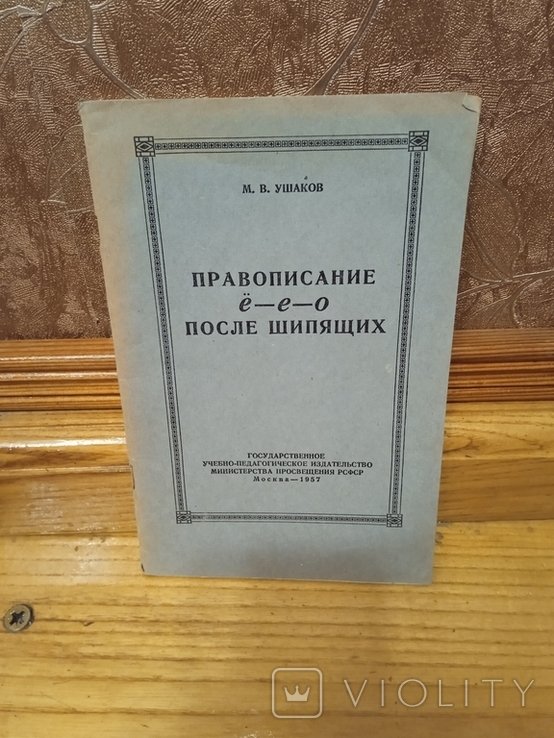 М. В. УШАКОВ
ПРАВОПИСАНИЕ
ё—е—о
ПОСЛЕ ШИПЯЩИХ
ГОСУДАРСТВЕННОЕ
УЧЕБНО-ПЕДАГОГИЧЕСКОЕ ИЗДАТЕЛЬСТВО
МИНИСТЕРСТВА ПРОСВЕЩЕНИЯ РСФСР
Москва—1957
VIOLITY